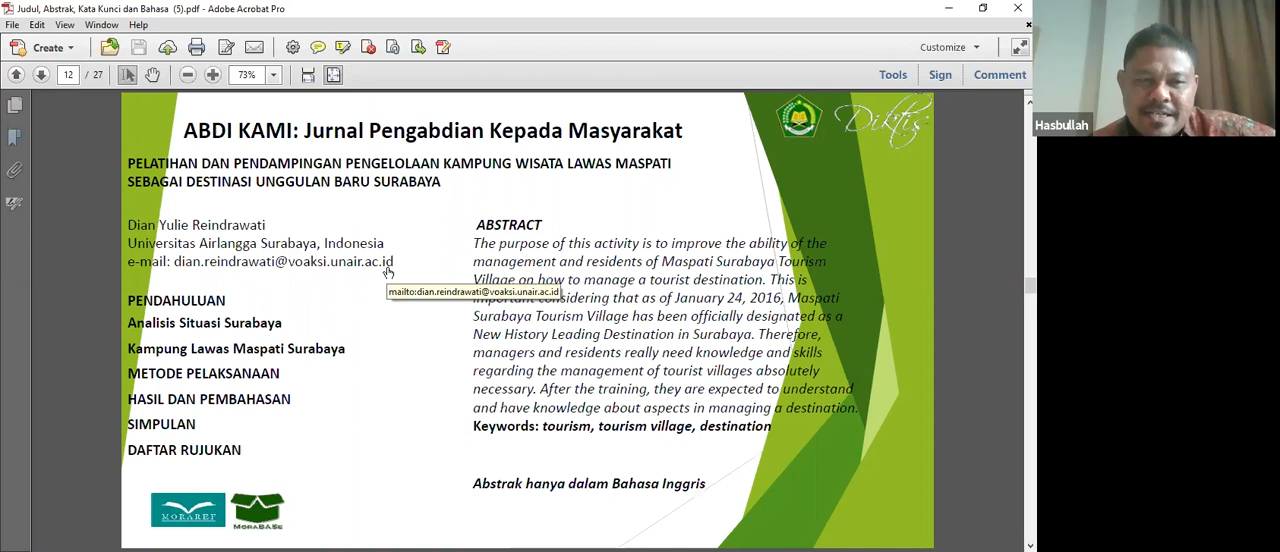 Judul, Abstrak, Kata Kunci dan Bahasa (5).pdf - Adobe Acrobat Pro
File Edit View Window Help
Create
Customize
12 / 27
73%
Tools Sign Comment
Hasbullah
Diktis
ABDI KAMI: Jurnal Pengabdian Kepada Masyarakat
PELATIHAN DAN PENDAMPINGAN PENGELOLAAN KAMPUNG WISATA LAWAS MASPATI
SEBAGAI DESTINASI UNGGULAN BARU SURABAYA
Dian Yulie Reindrawati
Universitas Airlangga Surabaya, Indonesia
e-mail: dian.reindrawati@voaksi.unair.ac.id
mailto:dian.reindrawati@voaksi.unair.ac.id
PENDAHULUAN
Analisis Situasi Surabaya
Kampung Lawas Maspati Surabaya
METODE PELAKSANAAN
HASIL DAN PEMBAHASAN
SIMPULAN
DAFTAR RUJUKAN
ABSTRACT
The purpose of this activity is to improve the ability of the
management and residents of Maspati Surabaya Tourism
Village on how to manage a tourist destination. This is
important considering that as of January 24, 2016, Maspati
Surabaya Tourism Village has been officially designated as a
New History Leading Destination in Surabaya. Therefore,
managers and residents really need knowledge and skills
regarding the management of tourist villages absolutely
necessary. After the training, they are expected to understand
and have knowledge about aspects in managing a destination.
Keywords: tourism, tourism village, destination
Abstrak hanya dalam Bahasa Inggris
MORAREF
MORABASE